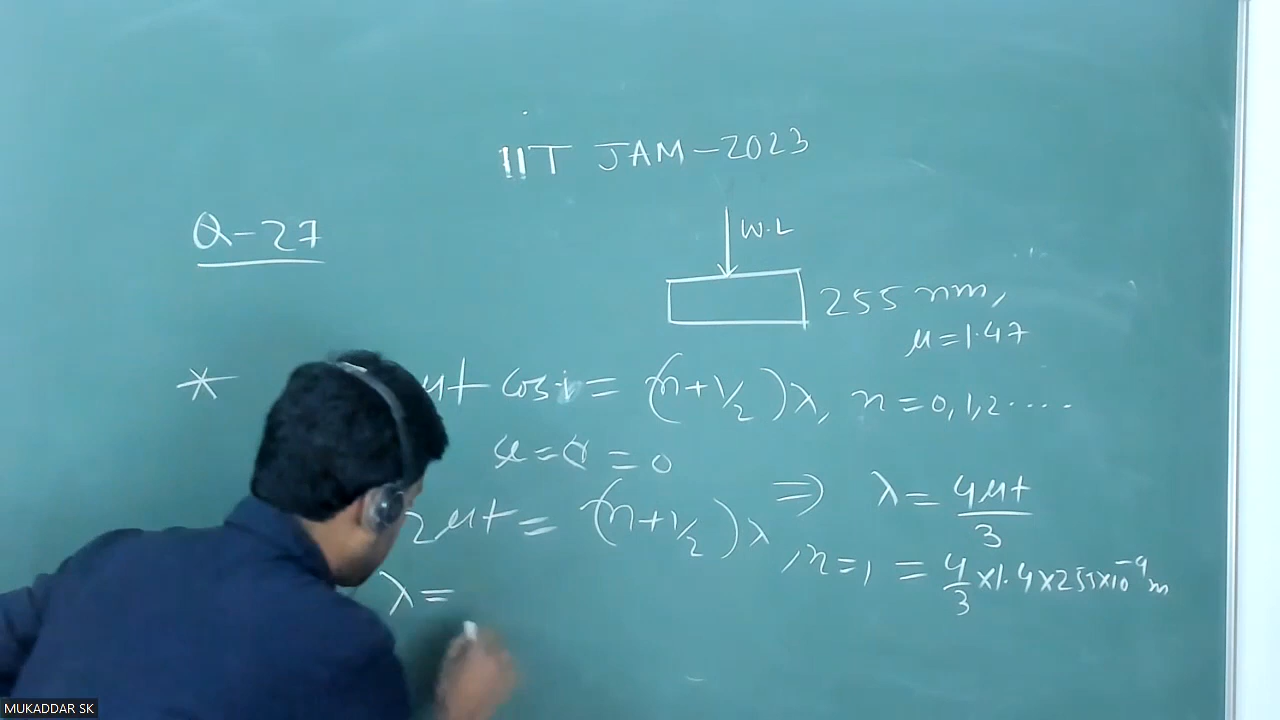 IIT JAM-2023
Q-27
W.L
255 nm,
μ=1.47
* μt cosi = (n+1/2)λ, n=0,1,2....
= 0
2μt = (n+1/2)λ ⇒ λ = 4μt/3
, n=1 = 4/3 ×1.4×255×10⁻⁹ m
λ =
MUKADDAR SK